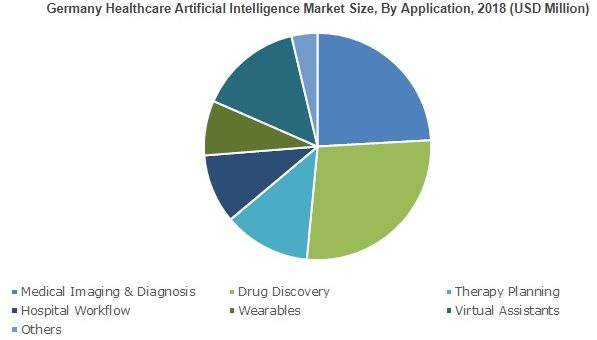 Germany Healthcare Artificial Intelligence Market Size, By Application, 2018 (USD Million)
Medical Imaging & Diagnosis Drug Discovery Therapy Planning
Hospital Workflow Wearables Virtual Assistants
Others